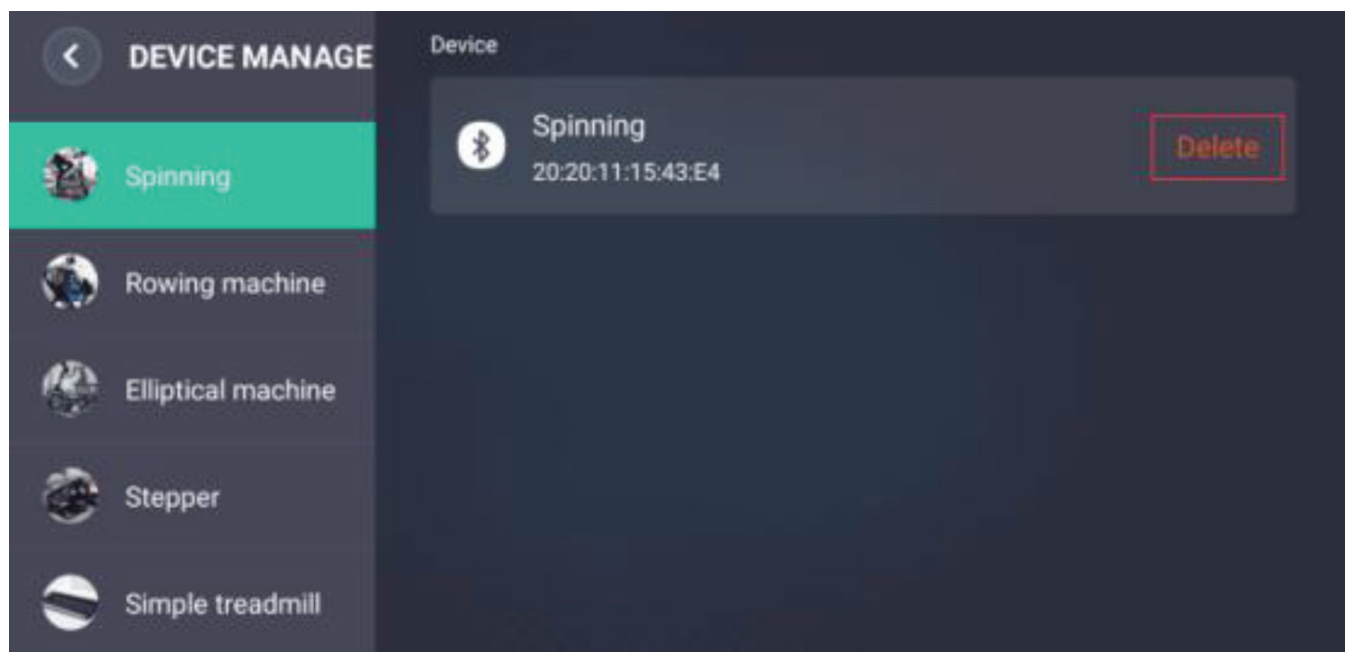 DEVICE MANAGE
Spinning
Rowing machine
Elliptical machine
Stepper
Simple treadmill
Device
Spinning
20:20:11:15:43:E4
Delete